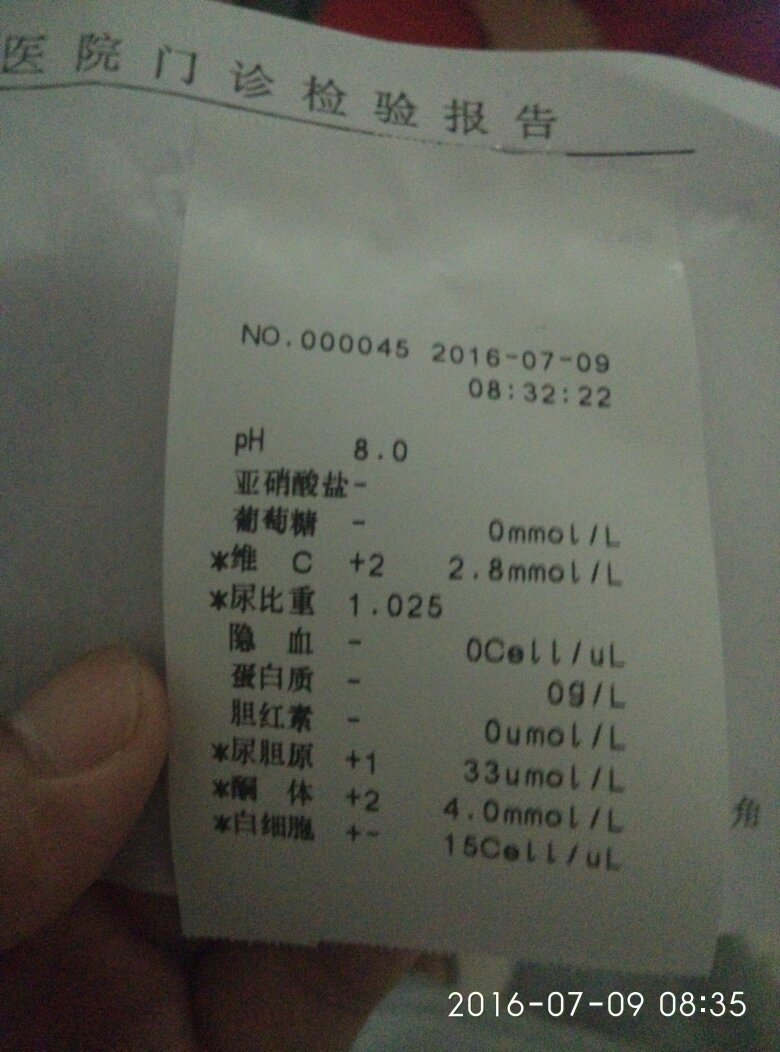 医院门诊检验报告
NO.000045 2016-07-09
08:32:22
pH 8.0
亚硝酸盐 -
葡萄糖 - 0mmol/L
*维 C +2 2.8mmol/L
*尿比重 1.025
隐 血 - 0Cell/uL
蛋白质 - 0g/L
胆红素 - 0umol/L
*尿胆原 +1 33umol/L
*酮 体 +2 4.0mmol/L
*白细胞 +- 15Cell/uL
角
2016-07-09 08:35